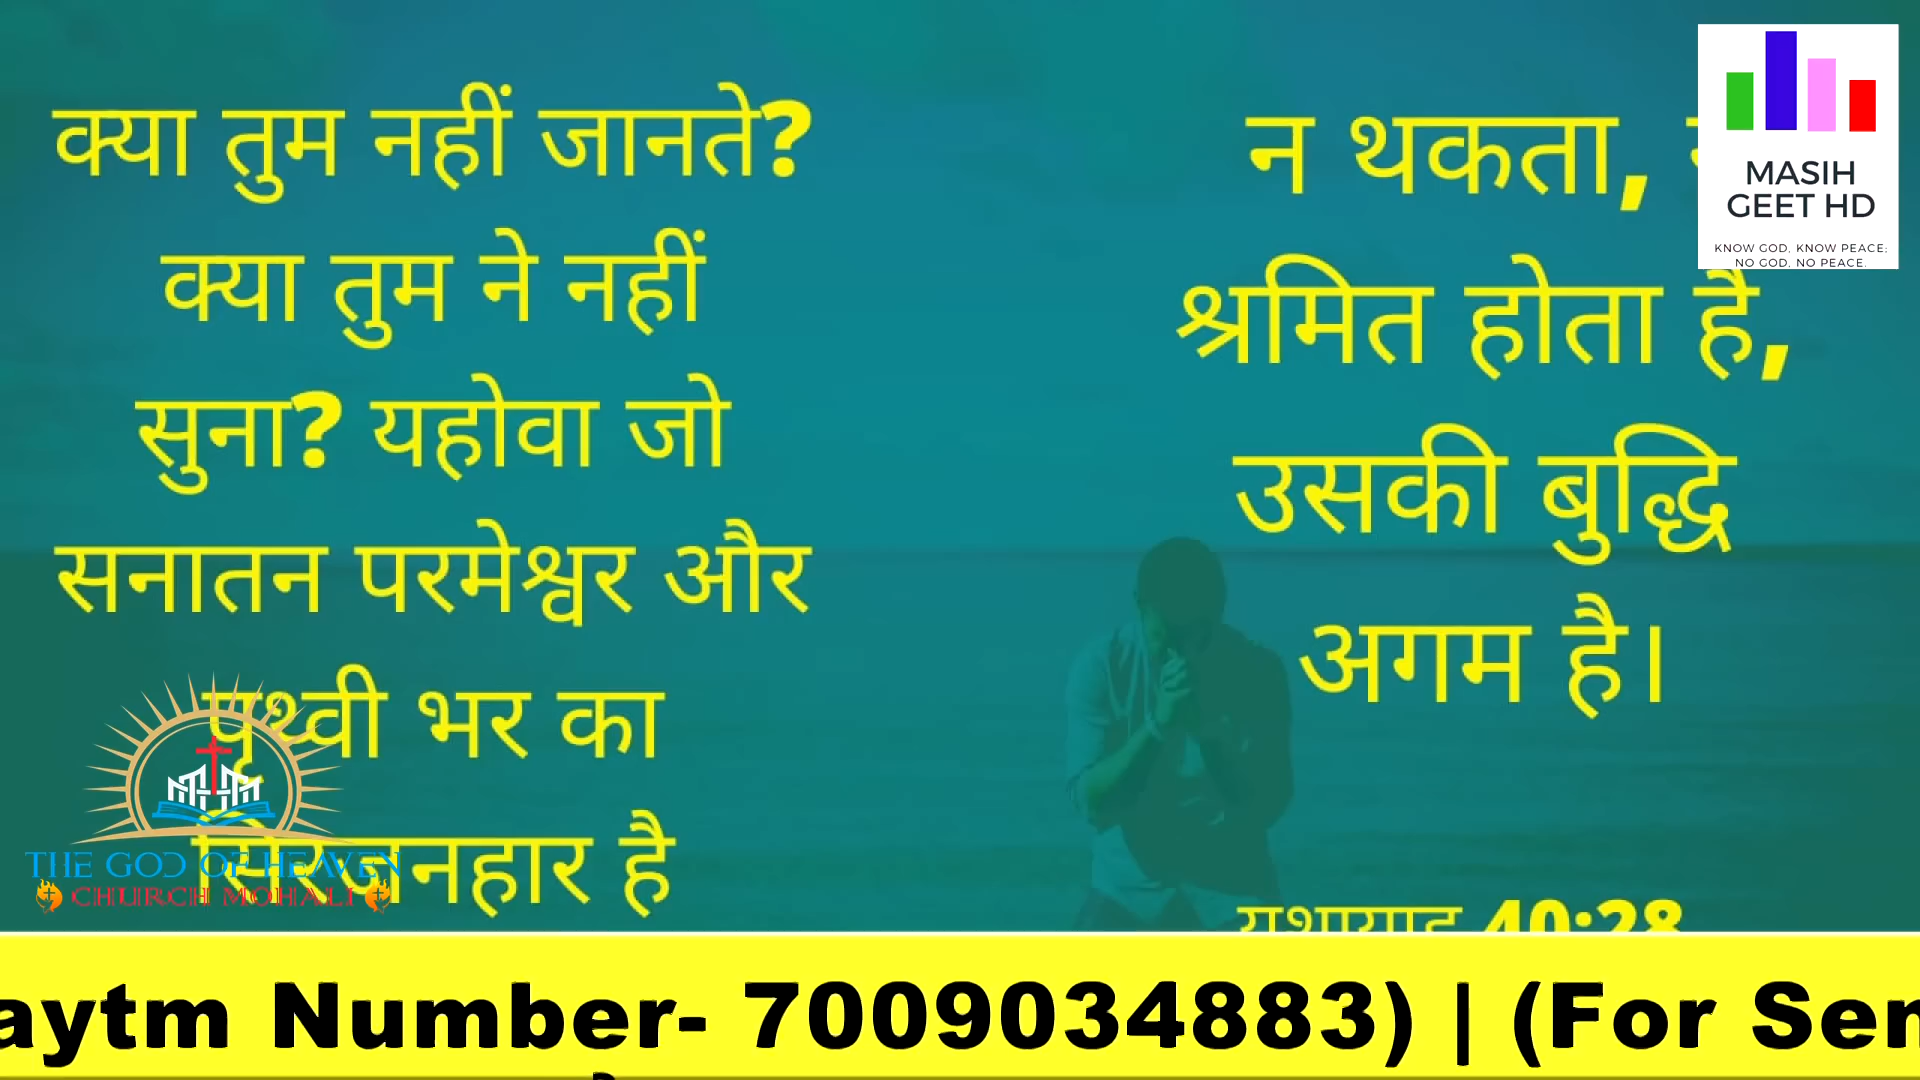 क्या तुम नहीं जानते?
क्या तुम ने नहीं
सुना? यहोवा जो
सनातन परमेश्वर और
पृथ्वी भर का
सिरजनहार है
न थकता,
श्रमित होता है,
उसकी बुद्धि
अगम है।
यशायाह 40:28
MASIH
GEET HD
KNOW GOD, KNOW PEACE;
NO GOD, NO PEACE.
THE GOD OF HEAVEN
CHURCH MOHALI
aytm Number- 7009034883) | (For Sen